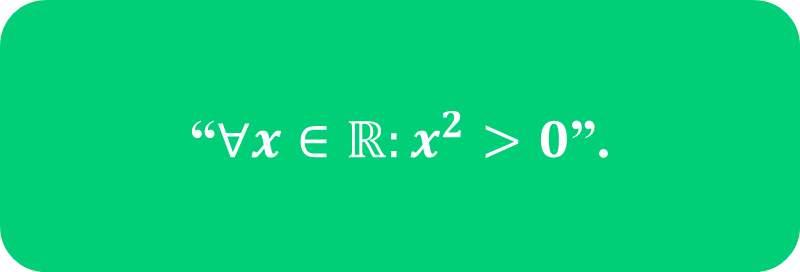 “∀𝒙 ∈ ℝ: 𝒙² > 𝟎”.